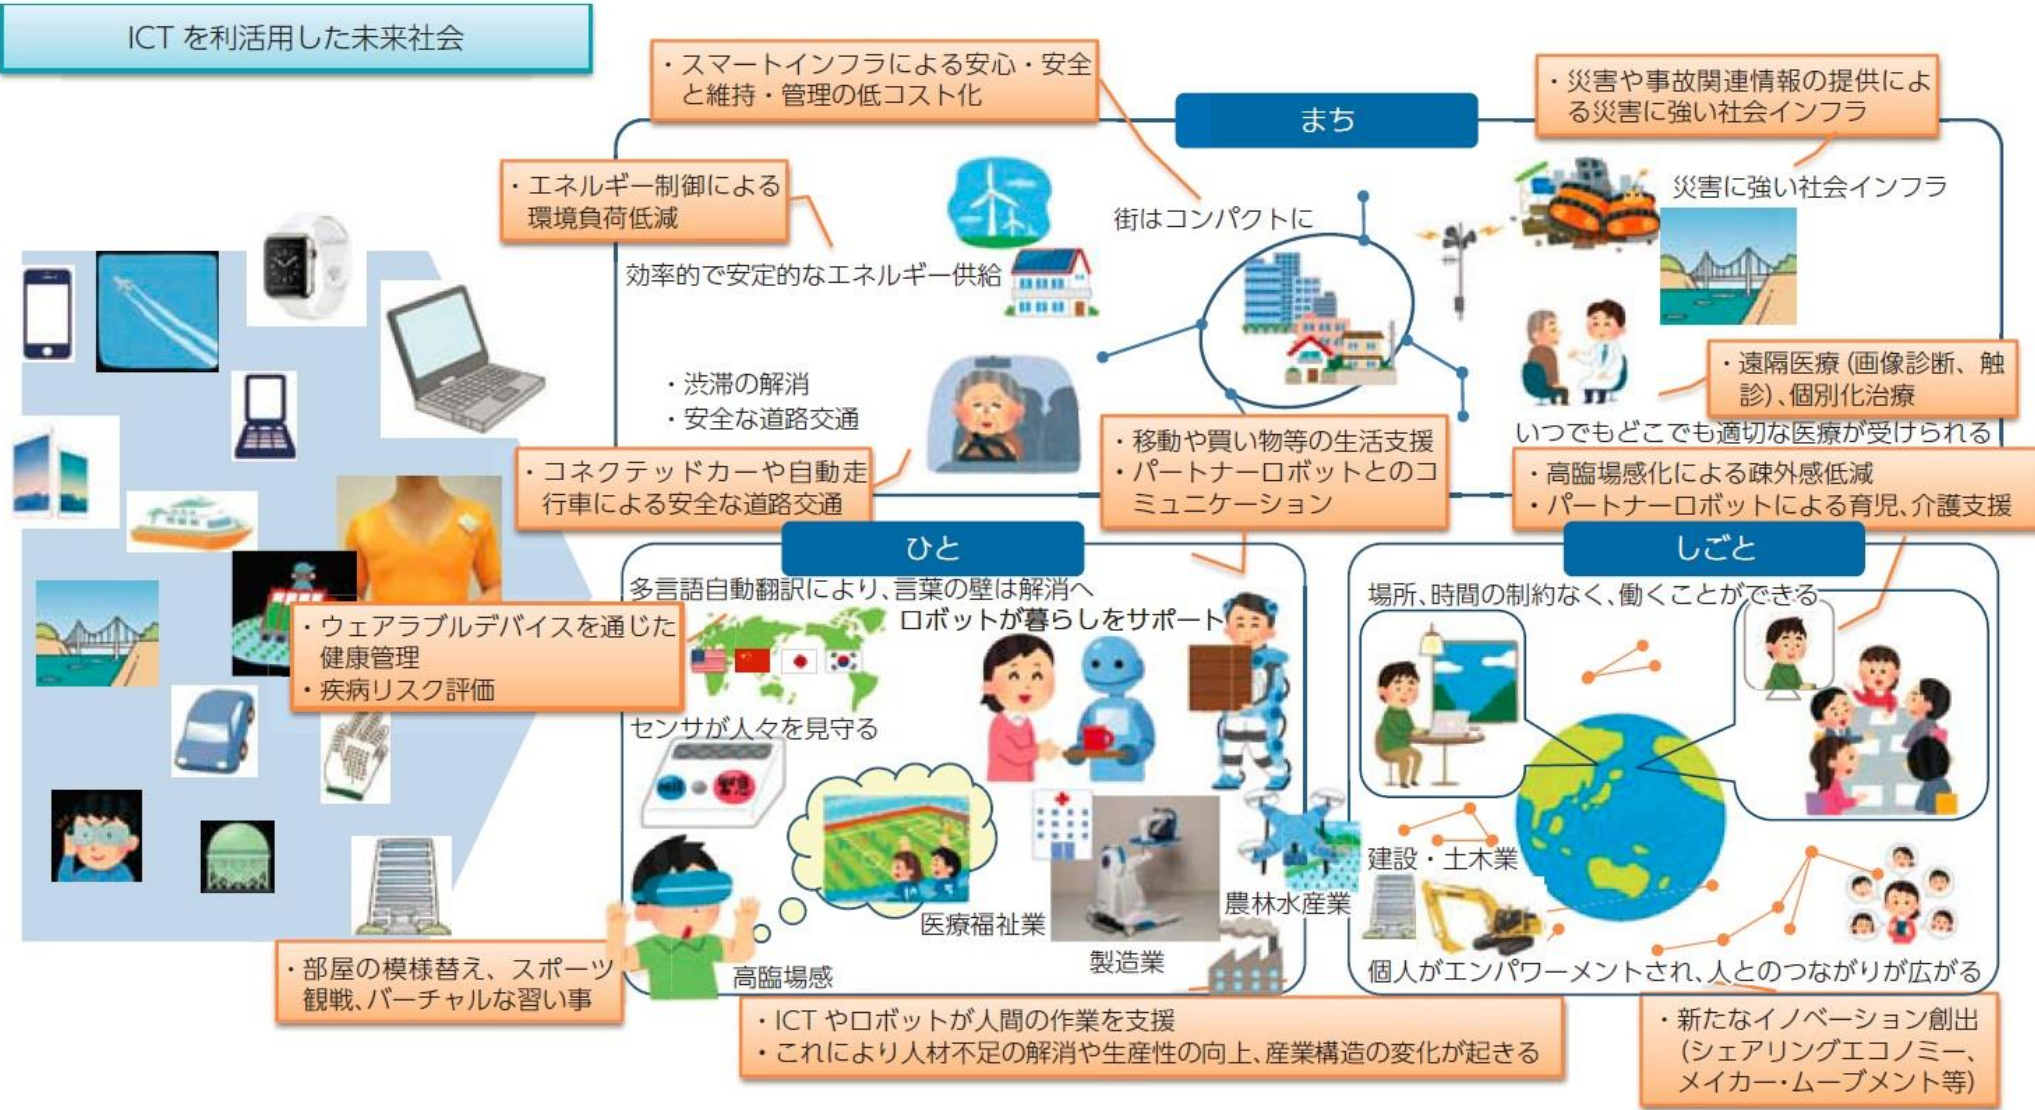 ICT を利活用した未来社会
・スマートインフラによる安心・安全
と維持・管理の低コスト化
まち
・災害や事故関連情報の提供によ
る災害に強い社会インフラ
・エネルギー制御による
環境負荷低減
災害に強い社会インフラ
街はコンパクトに
効率的で安定的なエネルギー供給
・渋滞の解消
・安全な道路交通
・遠隔医療(画像診断、触
診)、個別化治療
いつでもどこでも適切な医療が受けられる
・コネクテッドカーや自動走
行車による安全な道路交通
・移動や買い物等の生活支援
・パートナーロボットとのコ
ミュニケーション
・高臨場感化による疎外感低減
・パートナーロボットによる育児、介護支援
ひと
多言語自動翻訳により、言葉の壁は解消へ
ロボットが暮らしをサポート
・ウェアラブルデバイスを通じた
健康管理
・疾病リスク評価
センサが人々を見守る
緊急
医療福祉業
製造業
農林水産業
高臨場感
・部屋の模様替え、スポーツ
観戦、バーチャルな習い事
・ICT やロボットが人間の作業を支援
・これにより人材不足の解消や生産性の向上、産業構造の変化が起きる
しごと
場所、時間の制約なく、働くことができる
建設・土木業
個人がエンパワーメントされ、人とのつながりが広がる
・新たなイノベーション創出
(シェアリングエコノミー、
メイカー・ムーブメント等)